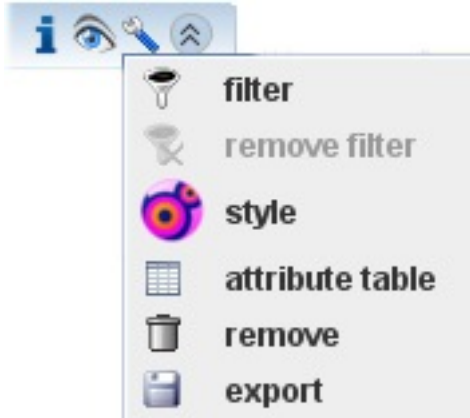 filter
remove filter
style
attribute table
remove
export